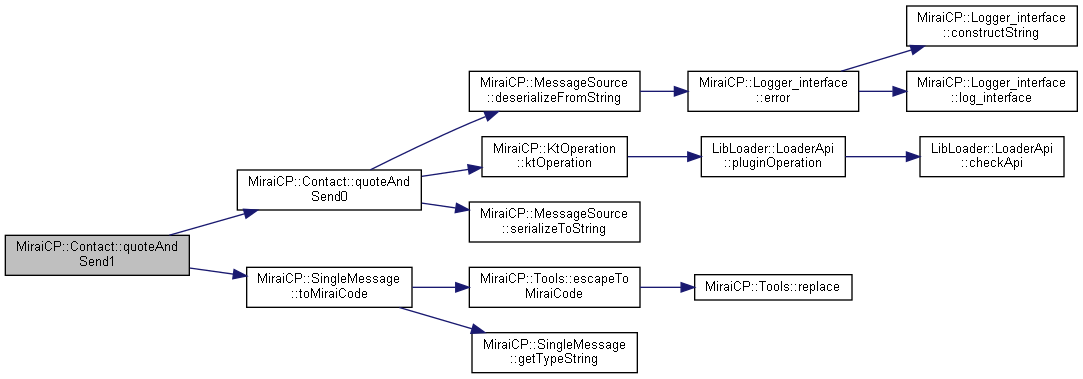 MiraiCP::Contact::quoteAnd
Send1
MiraiCP::Contact::quoteAnd
Send0
MiraiCP::SingleMessage
::toMiraiCode
MiraiCP::MessageSource
::deserializeFromString
MiraiCP::KtOperation
::ktOperation
MiraiCP::MessageSource
::serializeToString
MiraiCP::Tools::escapeTo
MiraiCode
MiraiCP::SingleMessage
::getTypeString
MiraiCP::Logger_interface
::error
LibLoader::LoaderApi
::pluginOperation
MiraiCP::Tools::replace
MiraiCP::Logger_interface
::constructString
MiraiCP::Logger_interface
::log_interface
LibLoader::LoaderApi
::checkApi